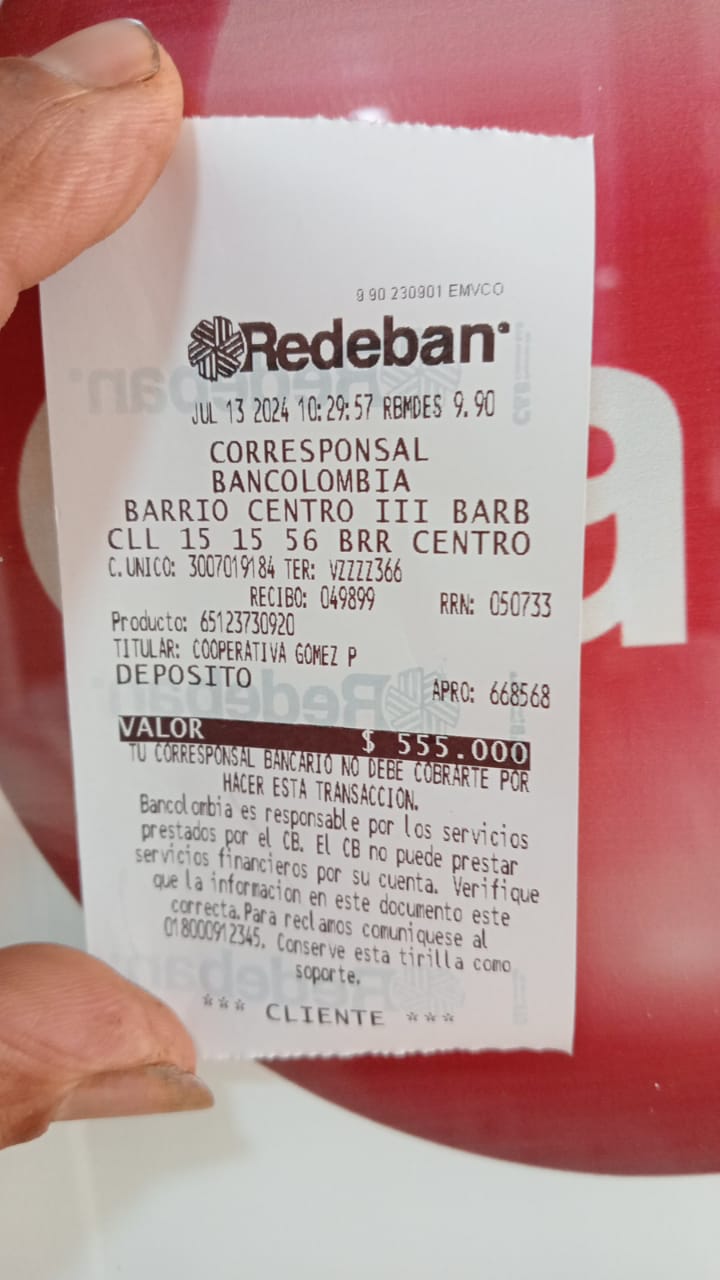 9 90 230901 EMVCO
Redeban
JUL 13 2024 10:29:57 RBMDES 9.90
CORRESPONSAL
BANCOLOMBIA
BARRIO CENTRO III BARB
CLL 15 15 56 BRR CENTRO
C.UNICO: 3007019184 TER: VZZZZ366
RECIBO: 049899 RRN: 050733
Producto: 65123730920
TITULAR: COOPERATIVA GOMEZ P
DEPOSITO
APRO: 668568
VALOR $ 555.000
TU CORRESPONSAL BANCARIO NO DEBE COBRARTE POR
HACER ESTA TRANSACCION.
Bancolombia es responsable por los servicios
prestados por el CB. El CB no puede prestar
servicios financieros por su cuenta. Verifique
que la informacion en este documento este
correcta.Para reclamos comuniquese al
018000912345. Conserve esta tirilla como
soporte.
*** CLIENTE ***
a